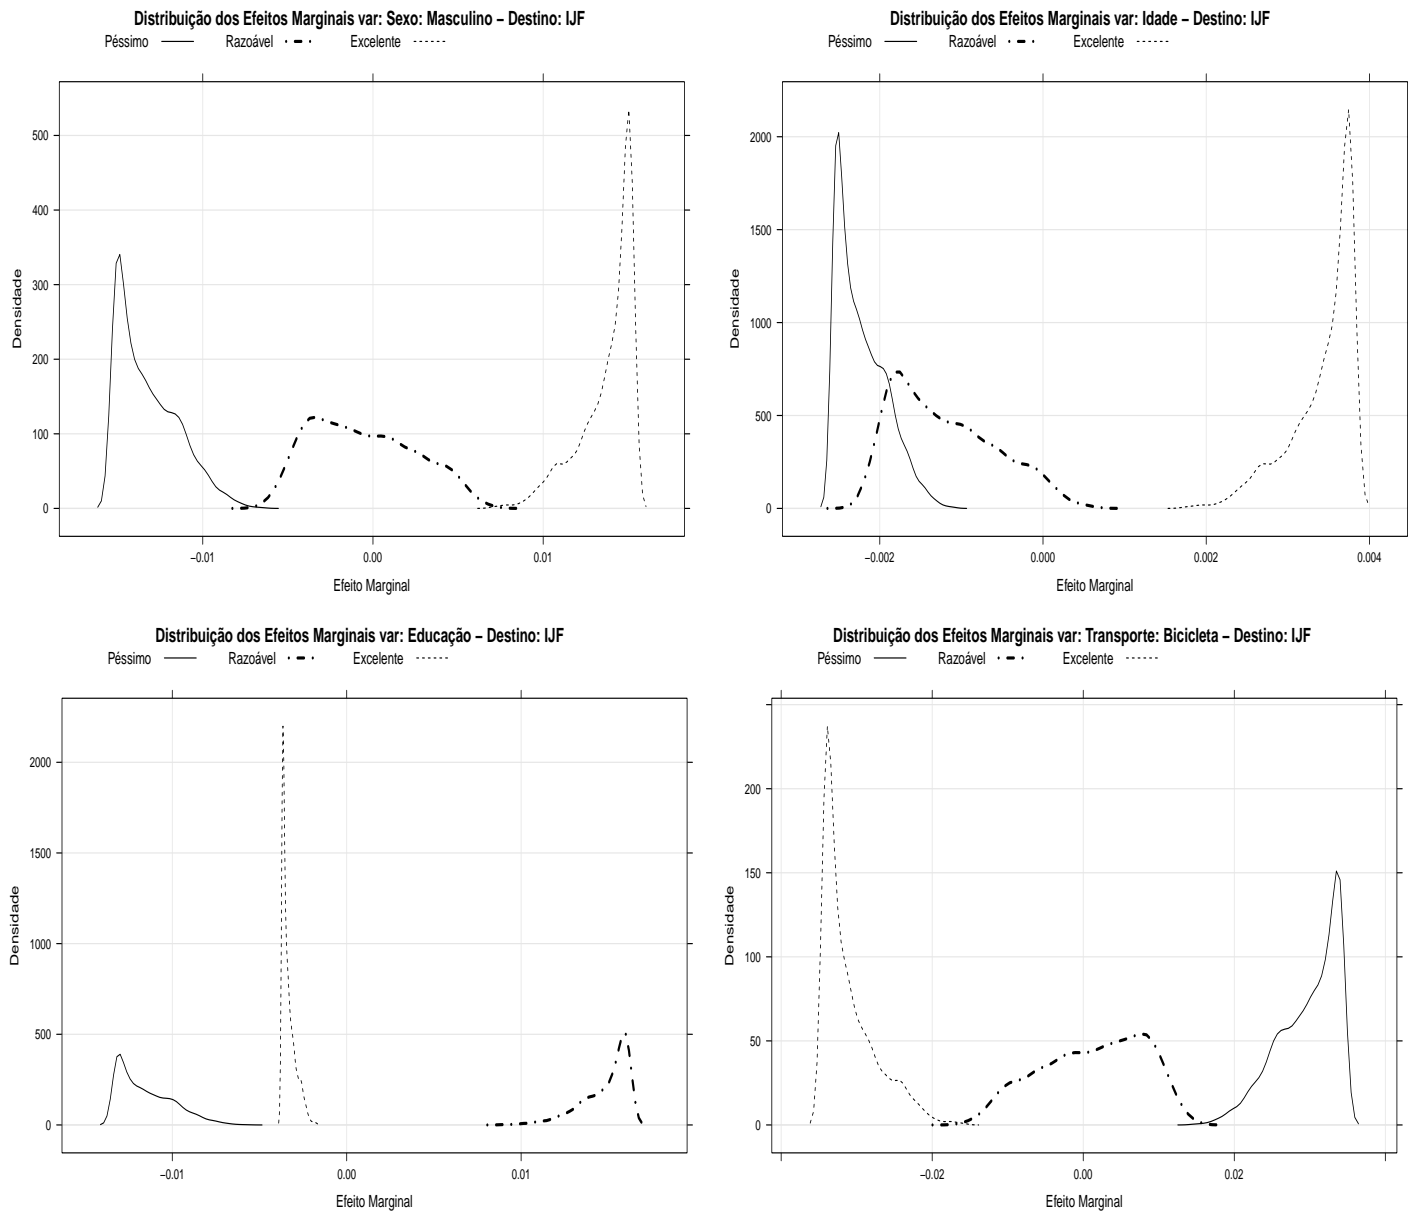 Distribuição dos Efeitos Marginais var: Sexo: Masculino – Destino: IJF
Péssimo Razoável Excelente
500
400
300
200
100
0
Densidade
−0.01 0.00 0.01
Efeito Marginal
Distribuição dos Efeitos Marginais var: Idade – Destino: IJF
Péssimo Razoável Excelente
2000
1500
1000
500
0
Densidade
−0.002 0.000 0.002 0.004
Efeito Marginal
Distribuição dos Efeitos Marginais var: Educação – Destino: IJF
Péssimo Razoável Excelente
2000
1500
1000
500
0
Densidade
−0.01 0.00 0.01
Efeito Marginal
Distribuição dos Efeitos Marginais var: Transporte: Bicicleta – Destino: IJF
Péssimo Razoável Excelente
200
150
100
50
0
Densidade
−0.02 0.00 0.02
Efeito Marginal